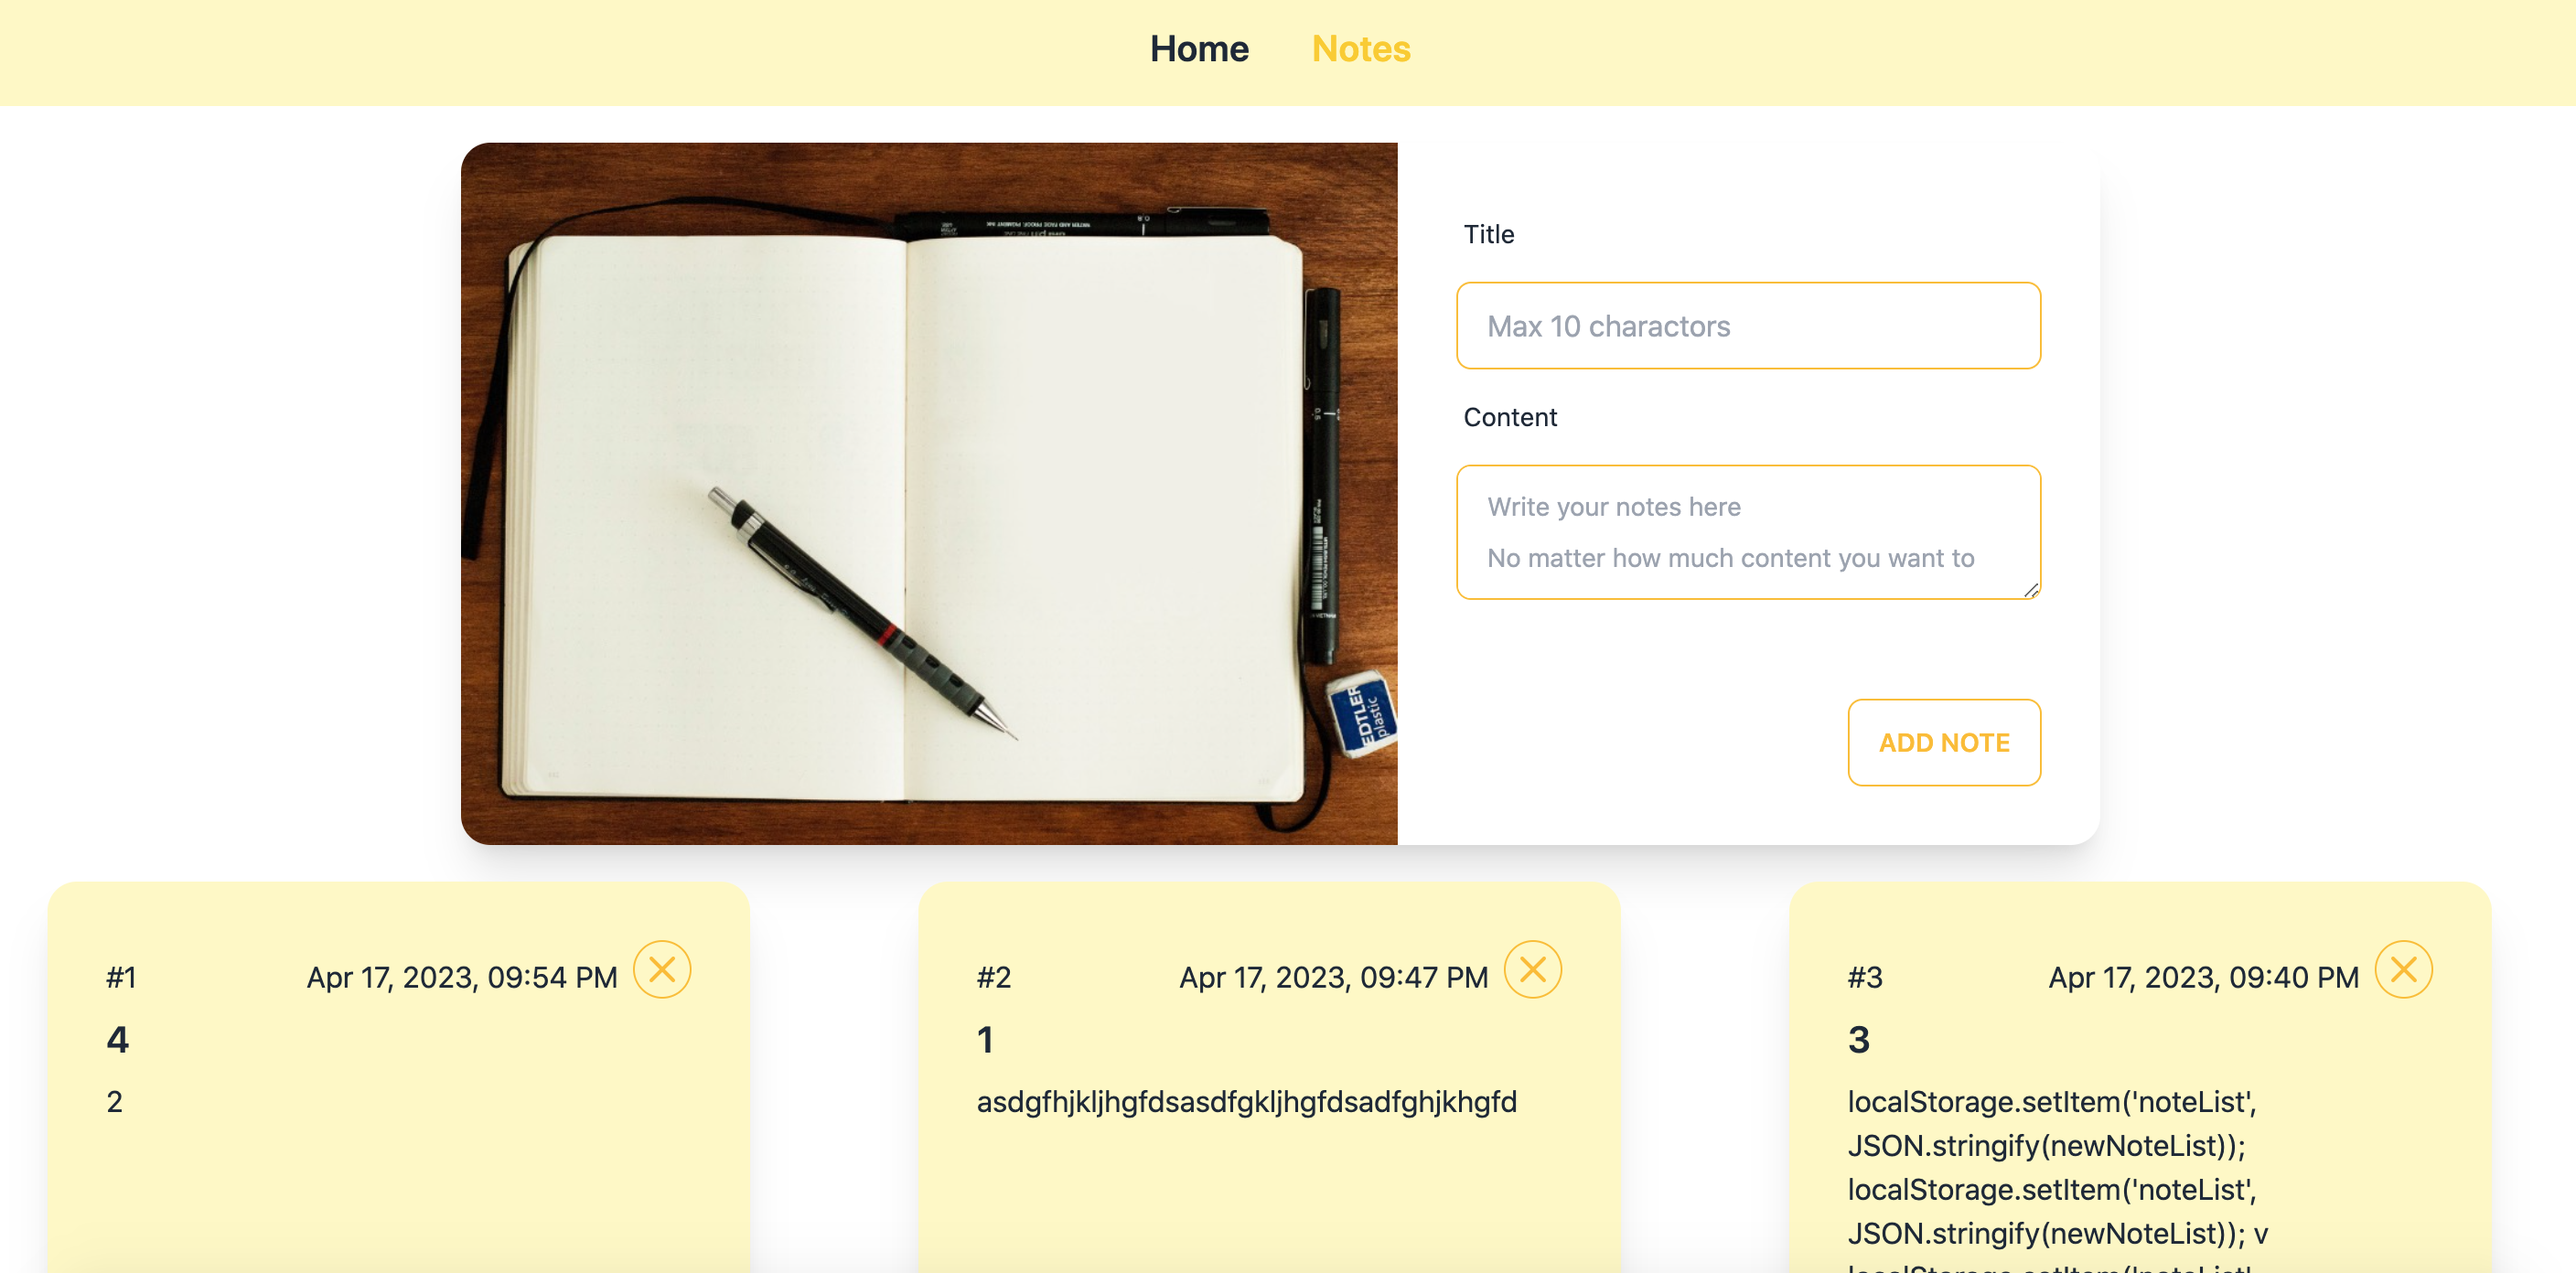 Home Notes
Title
Max 10 charactors
Content
Write your notes here
No matter how much content you want to
ADD NOTE
EDTLER
plastic
#1 Apr 17, 2023, 09:54 PM
4
2
#2 Apr 17, 2023, 09:47 PM
1
asdgfhjkljhgfdsasdfgkljhgfdsadfghjkhgfd
#3 Apr 17, 2023, 09:40 PM
3
localStorage.setItem('noteList',
JSON.stringify(newNoteList));
localStorage.setItem('noteList',
JSON.stringify(newNoteList)); v
localStorage.setItem('noteList',